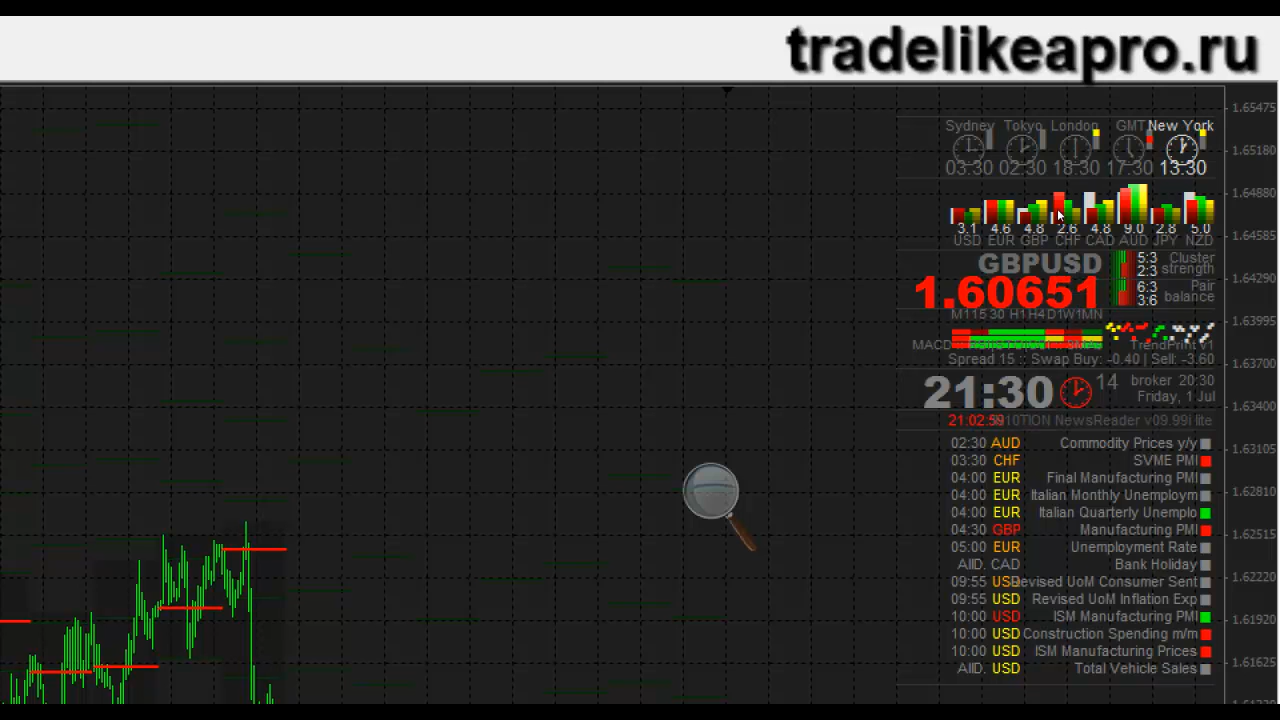 tradelikeapro.ru
1.65475
Sydney Tokyo London GMT New York
03:30 02:30 18:30 17:30 13:30
1.65180
1.64880
3.1 4.6 4.8 2.6 4.8 9.0 2.8 5.0
USD EUR GBP CHF CAD AUD JPY NZD
1.64585
GBPUSD
5:3 Cluster
2:3 strength
1.64290
1.60651
6:3 Pair
3:6 balance
M1 15 30 H1 H4 D1 W1 MN
1.63995
MACD TrendPrint v1
Spread 15 :: Swap Buy: -0.40 | Sell: -3.60
1.63700
21:30 14 broker 20:30
Friday, 1 Jul
1.63400
21:02:59 NewsReader v09.99i lite
02:30 AUD Commodity Prices y/y
1.63105
03:30 CHF SVME PMI
04:00 EUR Final Manufacturing PMI
04:00 EUR Italian Monthly Unemploym
1.62810
04:00 EUR Italian Quarterly Unemplo
04:30 GBP Manufacturing PMI
1.62515
05:00 EUR Unemployment Rate
AllD. CAD Bank Holiday
1.62220
09:55 USD Revised UoM Consumer Sent
09:55 USD Revised UoM Inflation Exp
10:00 USD ISM Manufacturing PMI
1.61920
10:00 USD Construction Spending m/m
10:00 USD ISM Manufacturing Prices
1.61625
AllD. USD Total Vehicle Sales